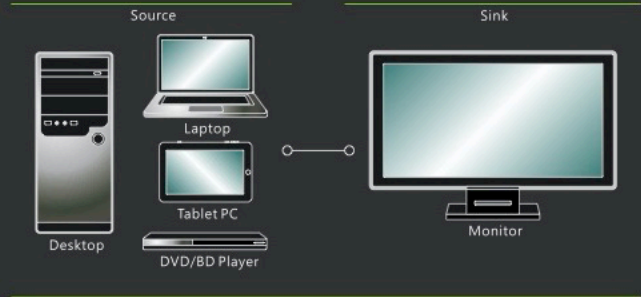 Source
Sink
Laptop
Tablet PC
Desktop
DVD/BD Player
Monitor